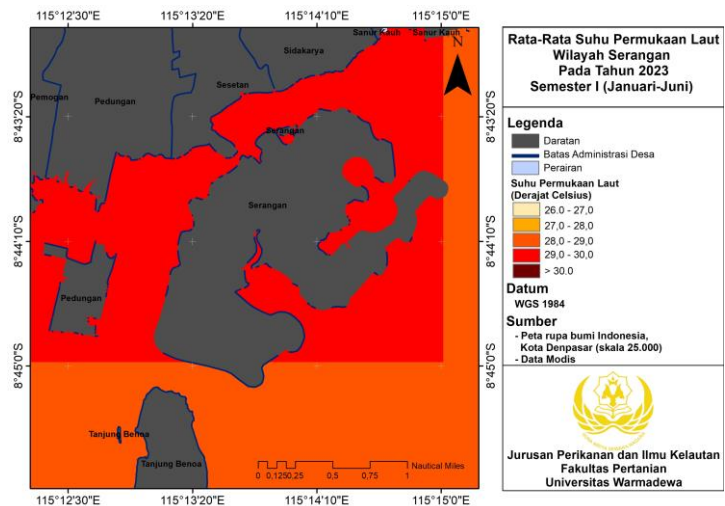 115°12'30"E 115°13'20"E 115°14'10"E 115°15'0"E
8°43'20"S
8°44'10"S
8°45'0"S
8°43'20"S
8°44'10"S
8°45'0"S
Sanur Kauh Sanur Kauh
N
Sidakarya
Sesetan
Pemogan
Pedungan
Serangan
Serangan
Pedungan
Tanjung Benoa
Tanjung Benoa
Nautical Miles
0 0,125 0,25 0,5 0,75 1
115°12'30"E 115°13'20"E 115°14'10"E 115°15'0"E
Rata-Rata Suhu Permukaan Laut
Wilayah Serangan
Pada Tahun 2023
Semester I (Januari-Juni)
Legenda
Daratan
Batas Administrasi Desa
Perairan
Suhu Permukaan Laut
(Derajat Celsius)
26.0 - 27,0
27,0 - 28,0
28,0 - 29,0
29,0 - 30,0
> 30.0
Datum
WGS 1984
Sumber
- Peta rupa bumi Indonesia,
Kota Denpasar (skala 25.000)
- Data Modis
Jurusan Perikanan dan Ilmu Kelautan
Fakultas Pertanian
Universitas Warmadewa